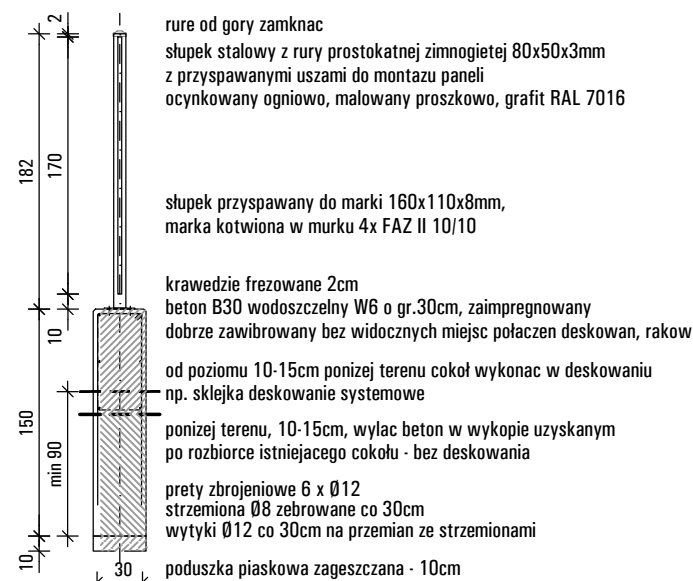 rure od gory zamknac
słupek stalowy z rury prostokatnej zimnogietej 80x50x3mm
z przyspawanymi uszami do montazu paneli
ocynkowany ogniowo, malowany proszkowo, grafit RAL 7016
słupek przyspawany do marki 160x110x8mm,
marka kotwiona w murku 4x FAZ II 10/10
krawedzie frezowane 2cm
beton B30 wodoszczelny W6 o gr.30cm, zaimpregnowany
dobrze zawibrowany bez widocznych miejsc połaczen deskowan, rakow
od poziomu 10-15cm ponizej terenu cokoł wykonac w deskowaniu
np. sklejka deskowanie systemowe
ponizej terenu, 10-15cm, wylac beton w wykopie uzyskanym
po rozbiorce istniejacego cokołu - bez deskowania
prety zbrojeniowe 6 x Ø12
strzemiona Ø8 zebrowane co 30cm
wytyki Ø12 co 30cm na przemian ze strzemionami
poduszka piaskowa zageszczana - 10cm
2
182
170
10
150
min 90
10
30